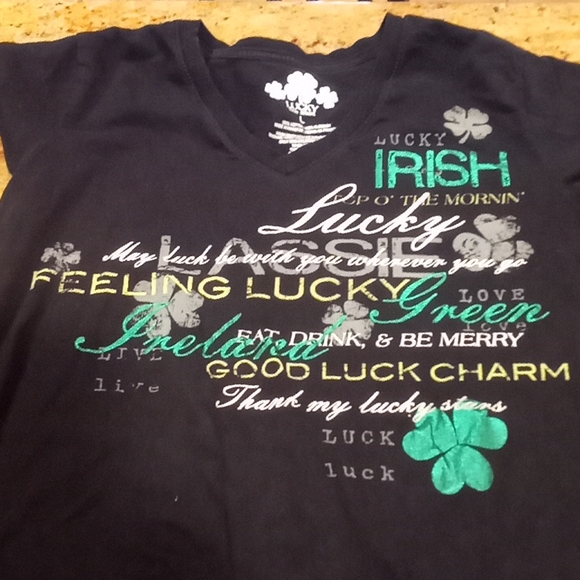 LUCKY
L
LUCKY
IRISH
TOP O' THE MORNIN'
Lucky
LASSIE
May luck be with you wherever you go
FEELING LUCKY
Green
LOVE
love
Ireland
EAT, DRINK, & BE MERRY
LIVE
live
GOOD LUCK CHARM
Thank my lucky stars
LUCK
luck